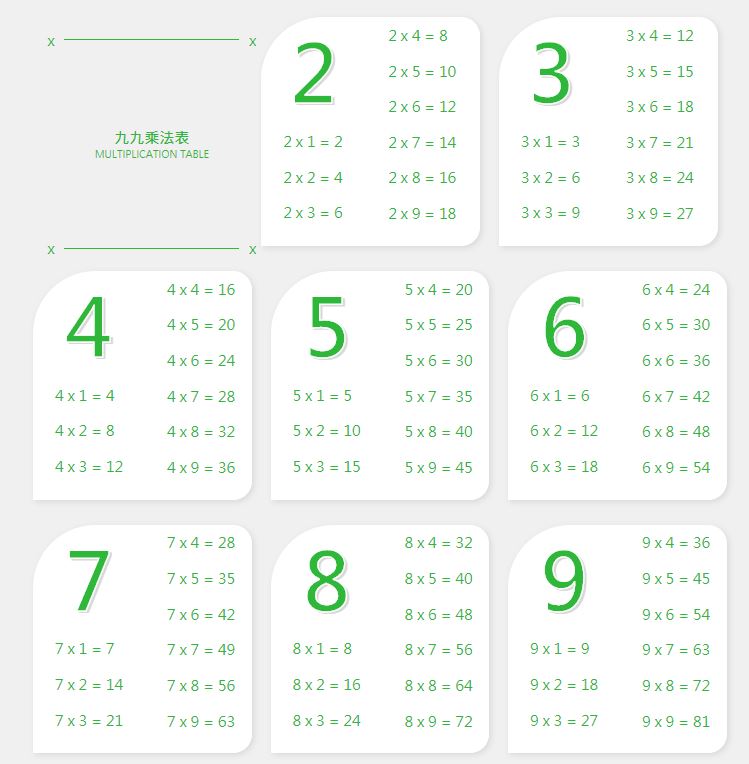 x x
九九乘法表
MULTIPLICATION TABLE
x x
2
2 x 1 = 2
2 x 2 = 4
2 x 3 = 6
2 x 4 = 8
2 x 5 = 10
2 x 6 = 12
2 x 7 = 14
2 x 8 = 16
2 x 9 = 18
3
3 x 1 = 3
3 x 2 = 6
3 x 3 = 9
3 x 4 = 12
3 x 5 = 15
3 x 6 = 18
3 x 7 = 21
3 x 8 = 24
3 x 9 = 27
4
4 x 1 = 4
4 x 2 = 8
4 x 3 = 12
4 x 4 = 16
4 x 5 = 20
4 x 6 = 24
4 x 7 = 28
4 x 8 = 32
4 x 9 = 36
5
5 x 1 = 5
5 x 2 = 10
5 x 3 = 15
5 x 4 = 20
5 x 5 = 25
5 x 6 = 30
5 x 7 = 35
5 x 8 = 40
5 x 9 = 45
6
6 x 1 = 6
6 x 2 = 12
6 x 3 = 18
6 x 4 = 24
6 x 5 = 30
6 x 6 = 36
6 x 7 = 42
6 x 8 = 48
6 x 9 = 54
7
7 x 1 = 7
7 x 2 = 14
7 x 3 = 21
7 x 4 = 28
7 x 5 = 35
7 x 6 = 42
7 x 7 = 49
7 x 8 = 56
7 x 9 = 63
8
8 x 1 = 8
8 x 2 = 16
8 x 3 = 24
8 x 4 = 32
8 x 5 = 40
8 x 6 = 48
8 x 7 = 56
8 x 8 = 64
8 x 9 = 72
9
9 x 1 = 9
9 x 2 = 18
9 x 3 = 27
9 x 4 = 36
9 x 5 = 45
9 x 6 = 54
9 x 7 = 63
9 x 8 = 72
9 x 9 = 81